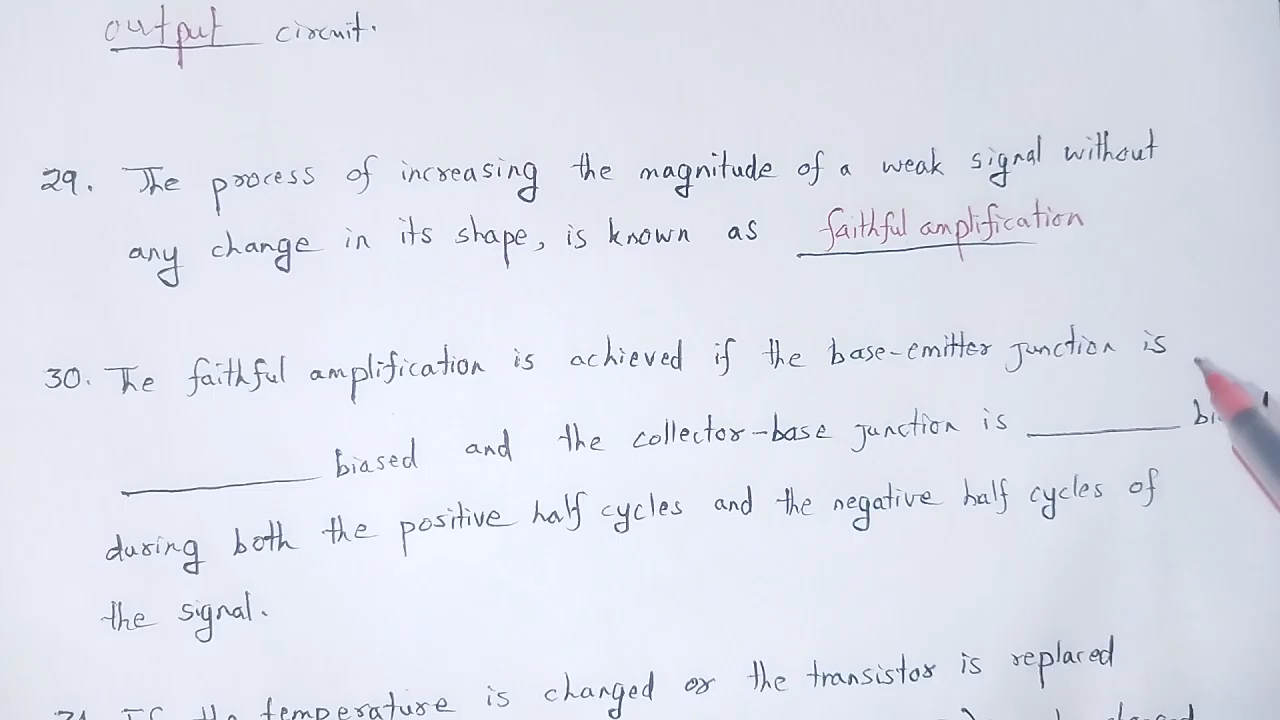 output circuit.
29. The process of increasing the magnitude of a weak signal without
any change in its shape, is known as faithful amplification
30. The faithful amplification is achieved if the base-emitter junction is
________ biased and the collector-base junction is ________
during both the positive half cycles and the negative half cycles of
the signal.
temperature is changed or the transistor is replaced